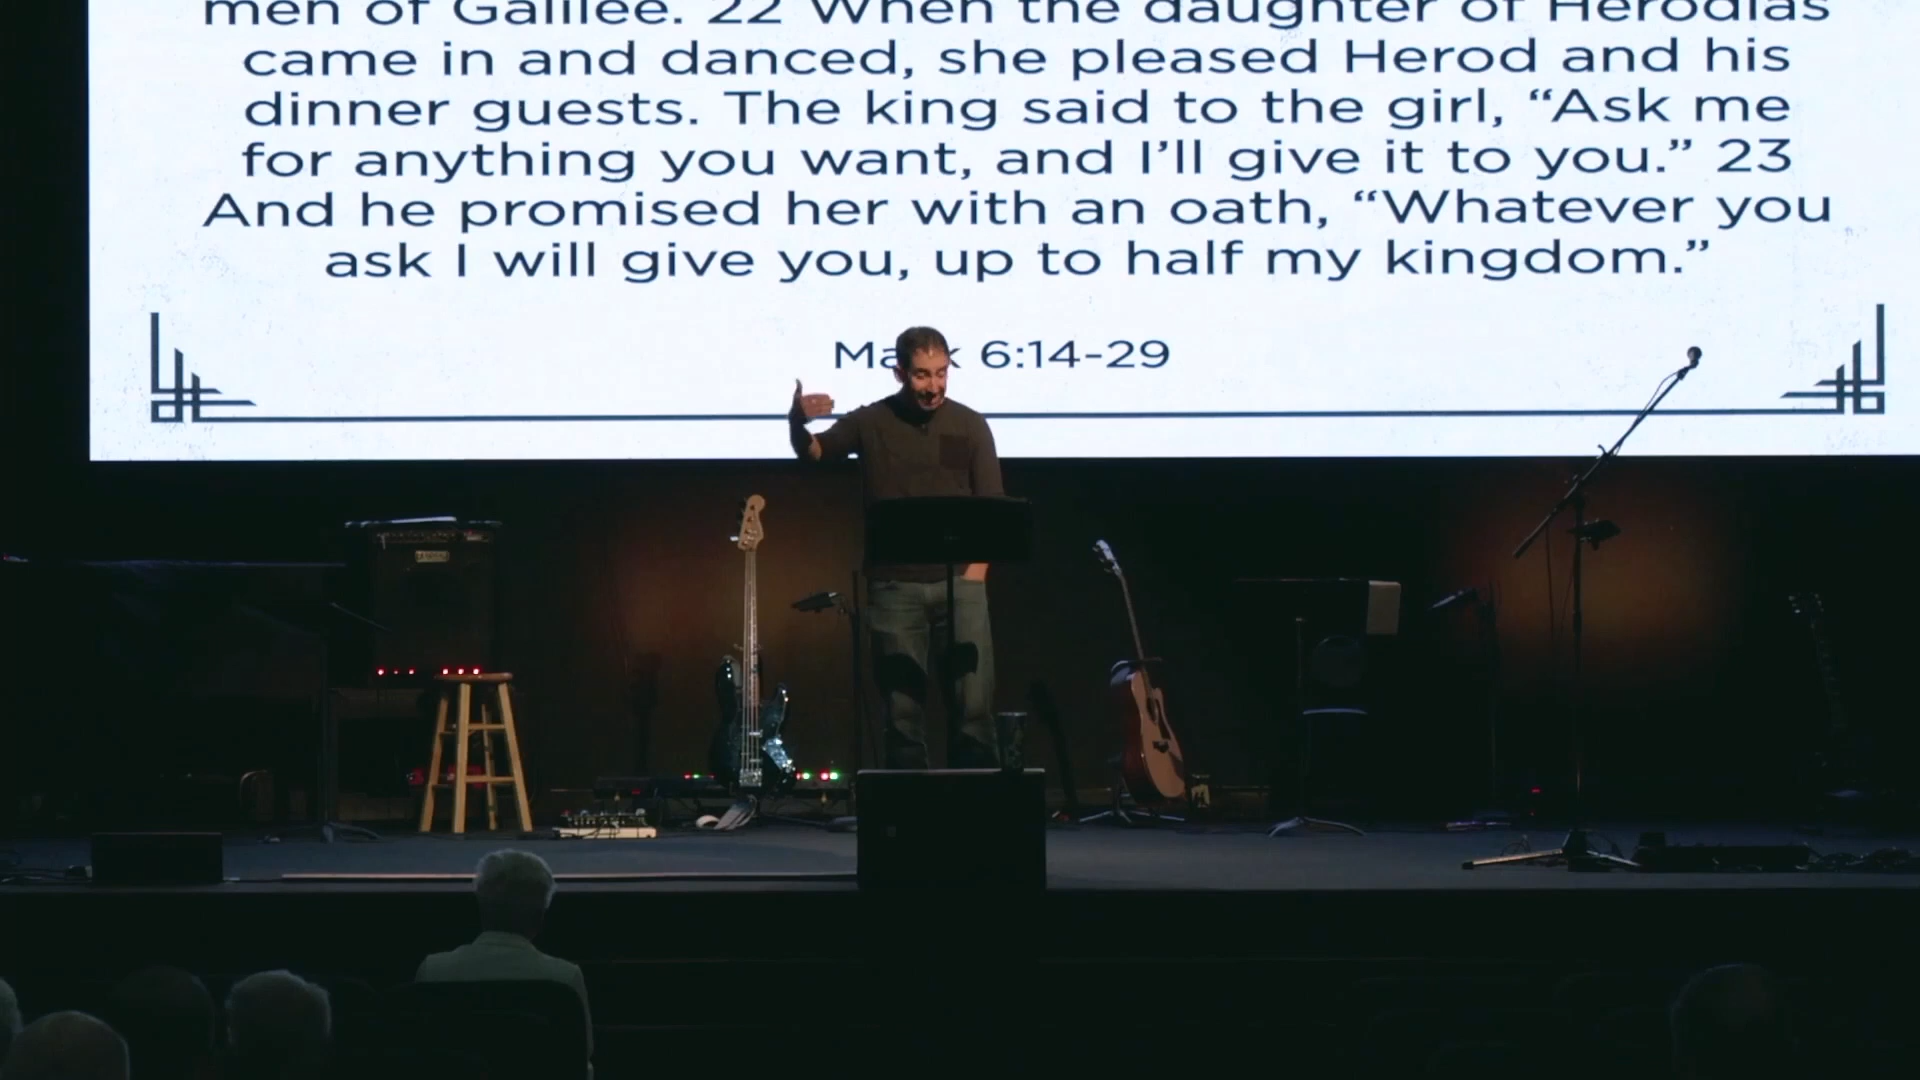 men of Galilee. 22 When the daughter of Herodias
came in and danced, she pleased Herod and his
dinner guests. The king said to the girl, “Ask me
for anything you want, and I’ll give it to you.” 23
And he promised her with an oath, “Whatever you
ask I will give you, up to half my kingdom.”
6:14-29